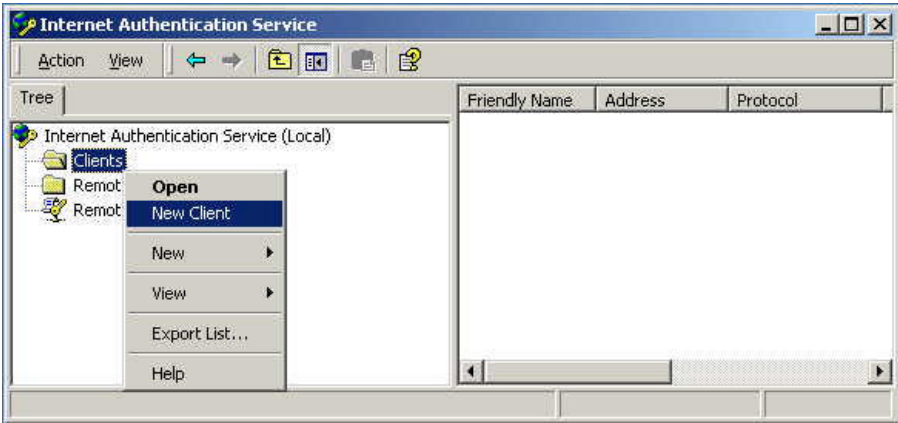 Internet Authentication Service
Action View
Tree
Friendly Name Address Protocol
Internet Authentication Service (Local)
Clients
Remot
Remot
Open
New Client
New
View
Export List...
Help